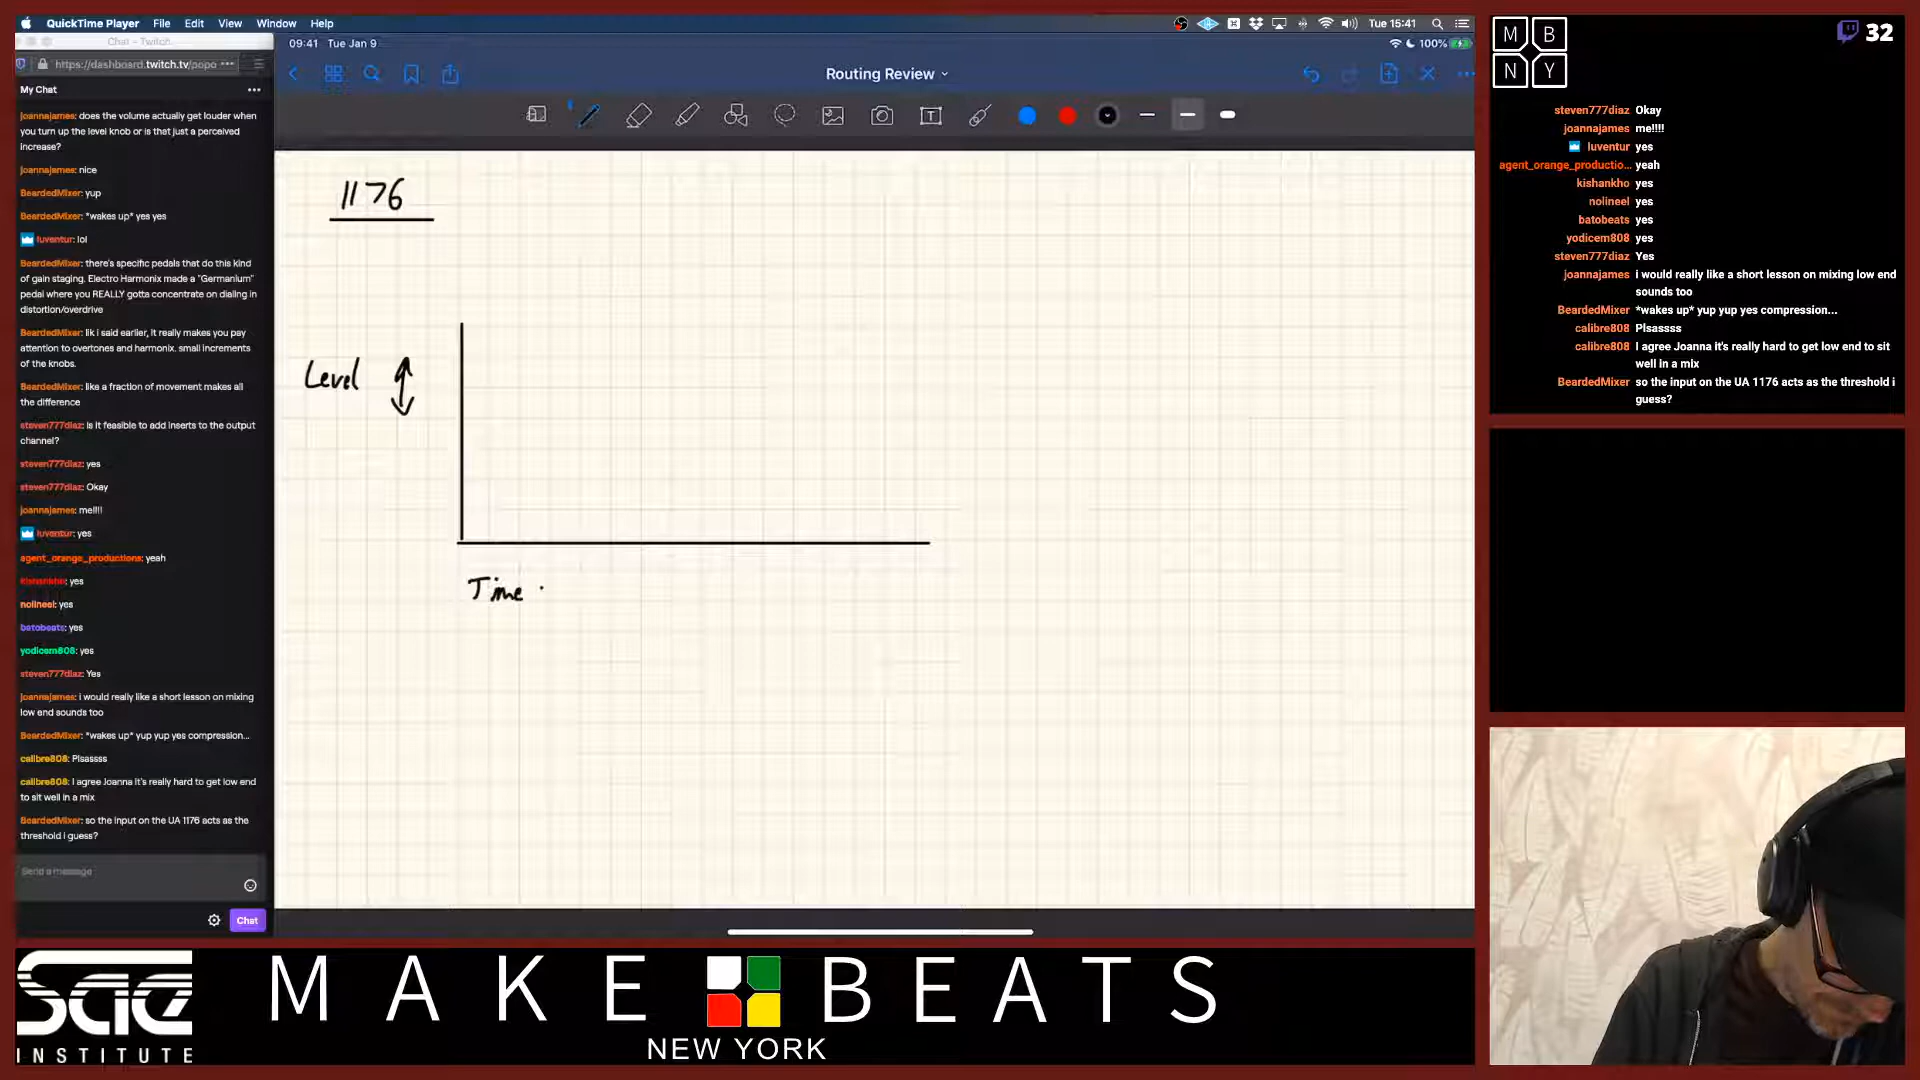 QuickTime Player File Edit View Window Help
Tue 15:41
Chat – Twitch
https://dashboard.twitch.tv/popo
My Chat
joannajames: does the volume actually get louder when
you turn up the level knob or is that just a perceived
increase?
joannajames: nice
BeardedMixer: yup
BeardedMixer: *wakes up* yes yes
luventur: lol
BeardedMixer: there's specific pedals that do this kind
of gain staging. Electro Harmonix made a "Germanium"
pedal where you REALLY gotta concentrate on dialing in
distortion/overdrive
BeardedMixer: lik i said earlier, it really makes you pay
attention to overtones and harmonix. small increments
of the knobs.
BeardedMixer: like a fraction of movement makes all
the difference
steven777diaz: is it feasible to add inserts to the output
channel?
steven777diaz: yes
steven777diaz: Okay
joannajames: me!!!!
luventur: yes
agent_orange_productions: yeah
kishankho: yes
nolineel: yes
batobeats: yes
yodicem808: yes
steven777diaz: Yes
joannajames: i would really like a short lesson on mixing
low end sounds too
BeardedMixer: *wakes up* yup yup yes compression...
calibre808: Plsassss
calibre808: I agree Joanna it's really hard to get low end
to sit well in a mix
BeardedMixer: so the input on the UA 1176 acts as the
threshold i guess?
Send a message
Chat
09:41 Tue Jan 9
100%
Routing Review
1176
Level
Time
M B
N Y
32
steven777diaz Okay
joannajames me!!!!
luventur yes
agent_orange_productio... yeah
kishankho yes
nolineel yes
batobeats yes
yodicem808 yes
steven777diaz Yes
joannajames i would really like a short lesson on mixing low end
sounds too
BeardedMixer *wakes up* yup yup yes compression...
calibre808 Plsassss
calibre808 I agree Joanna it's really hard to get low end to sit
well in a mix
BeardedMixer so the input on the UA 1176 acts as the threshold i
guess?
sae
INSTITUTE
MAKE BEATS
NEW YORK